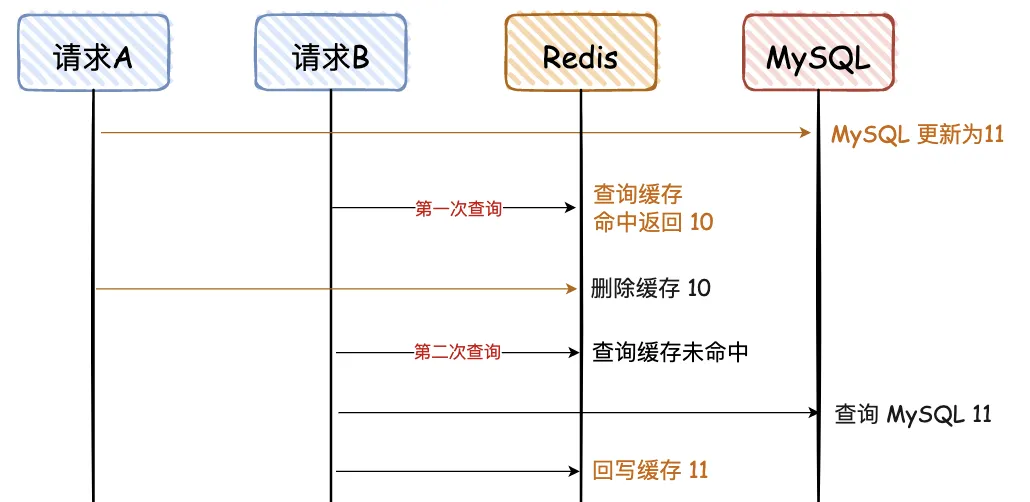 请求A
请求B
Redis
MySQL
MySQL 更新为11
第一次查询
查询缓存
命中返回 10
删除缓存 10
第二次查询
查询缓存未命中
查询 MySQL 11
回写缓存 11